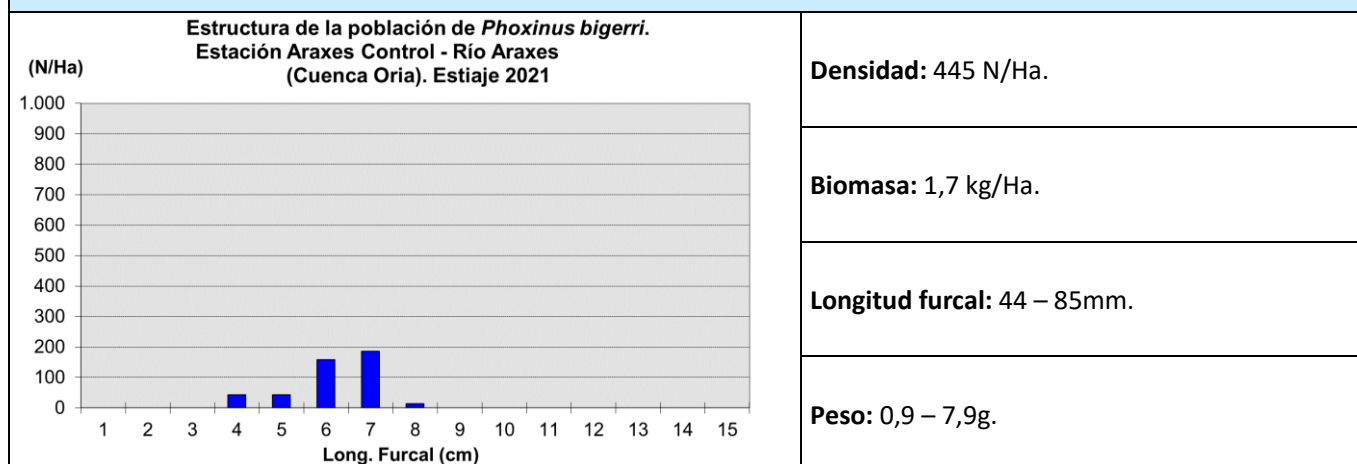 Estructura de la población de Phoxinus bigerri.
Estación Araxes Control - Río Araxes
(Cuenca Oria). Estiaje 2021
(N/Ha)
1.000
900
800
700
600
500
400
300
200
100
0
1 2 3 4 5 6 7 8 9 10 11 12 13 14 15
Long. Furcal (cm)
Densidad: 445 N/Ha.
Biomasa: 1,7 kg/Ha.
Longitud furcal: 44 – 85mm.
Peso: 0,9 – 7,9g.